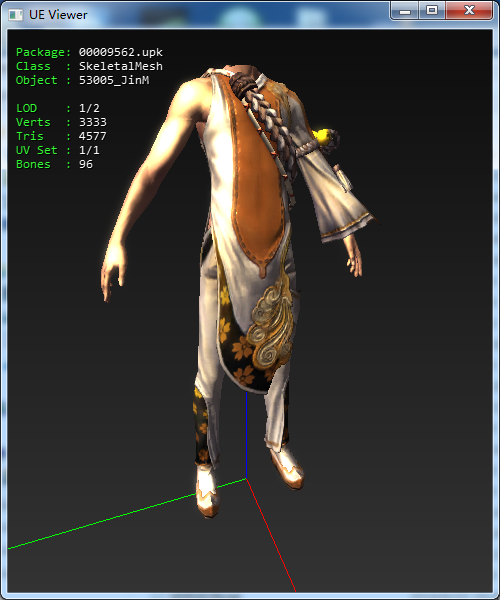 UE Viewer
Package: 00009562.upk
Class : SkeletalMesh
Object : 53005_JinM
LOD : 1/2
Verts : 3333
Tris : 4577
UV Set : 1/1
Bones : 96